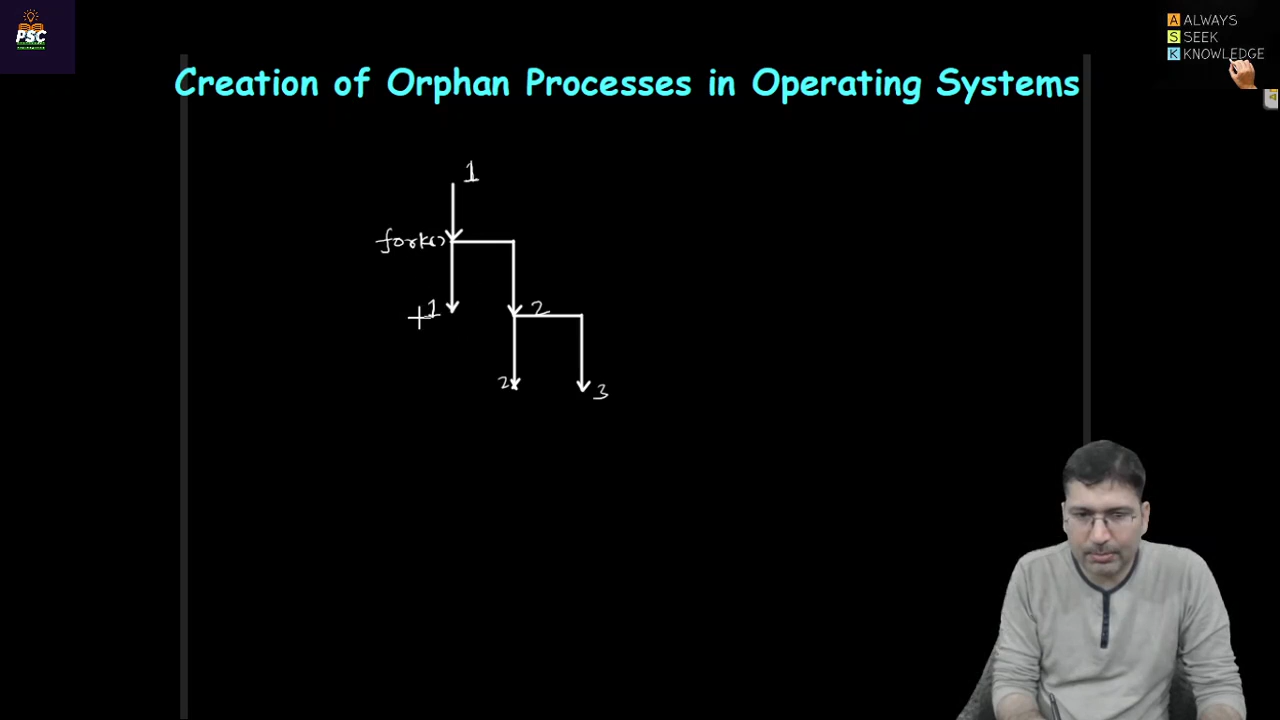 PSC
A ALWAYS
S SEEK
K KNOWLEDGE
Creation of Orphan Processes in Operating Systems
1
fork()
1
2
2
3